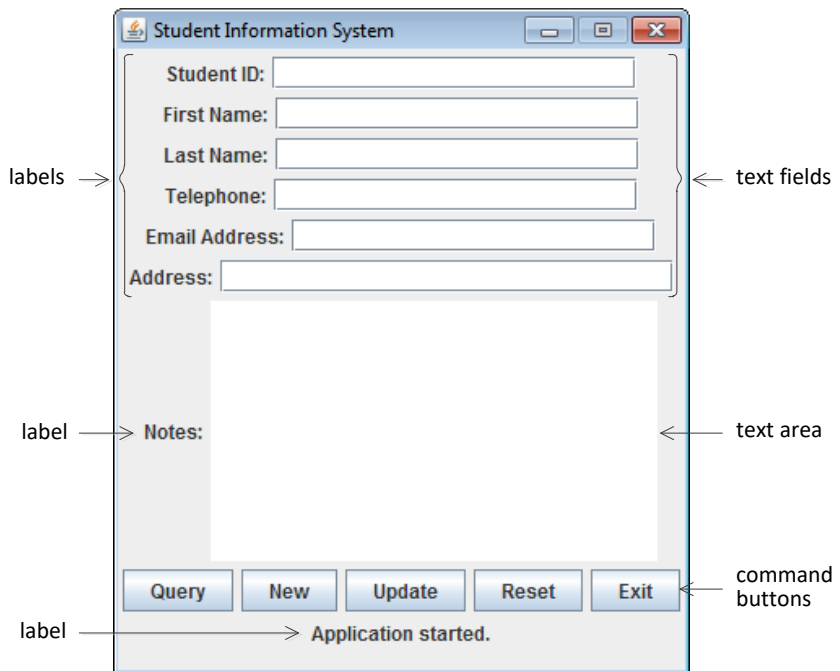 Student Information System
Student ID:
First Name:
labels
Last Name:
text fields
Telephone:
Email Address:
Address:
label
Notes:
text area
Query New Update Reset Exit
command
buttons
label
Application started.